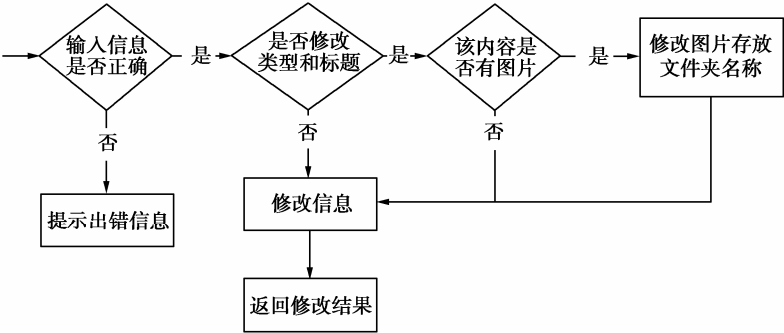 输入信息
是否正确
是
是否修改
类型和标题
是
该内容是
否有图片
是
修改图片存放
文件夹名称
否
否
否
提示出错信息
修改信息
返回修改结果